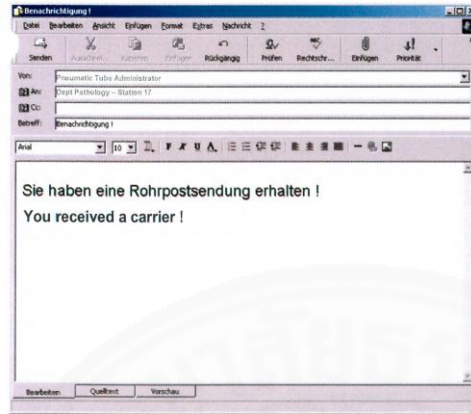 Benachrichtigung !
Datei Bearbeiten Ansicht Einfügen Format Extras Nachricht ?
Senden Kopieren Einfügen Rückgängig Prüfen Rechtschr... Einfügen Priorität
Von: Pneumatic Tube Administrator
An: Dept Pathology – Station 17
Cc:
Betreff: Benachrichtigung !
Arial 10 F K U A
Sie haben eine Rohrpostsendung erhalten !
You received a carrier !
Bearbeiten Quelltext Vorschau